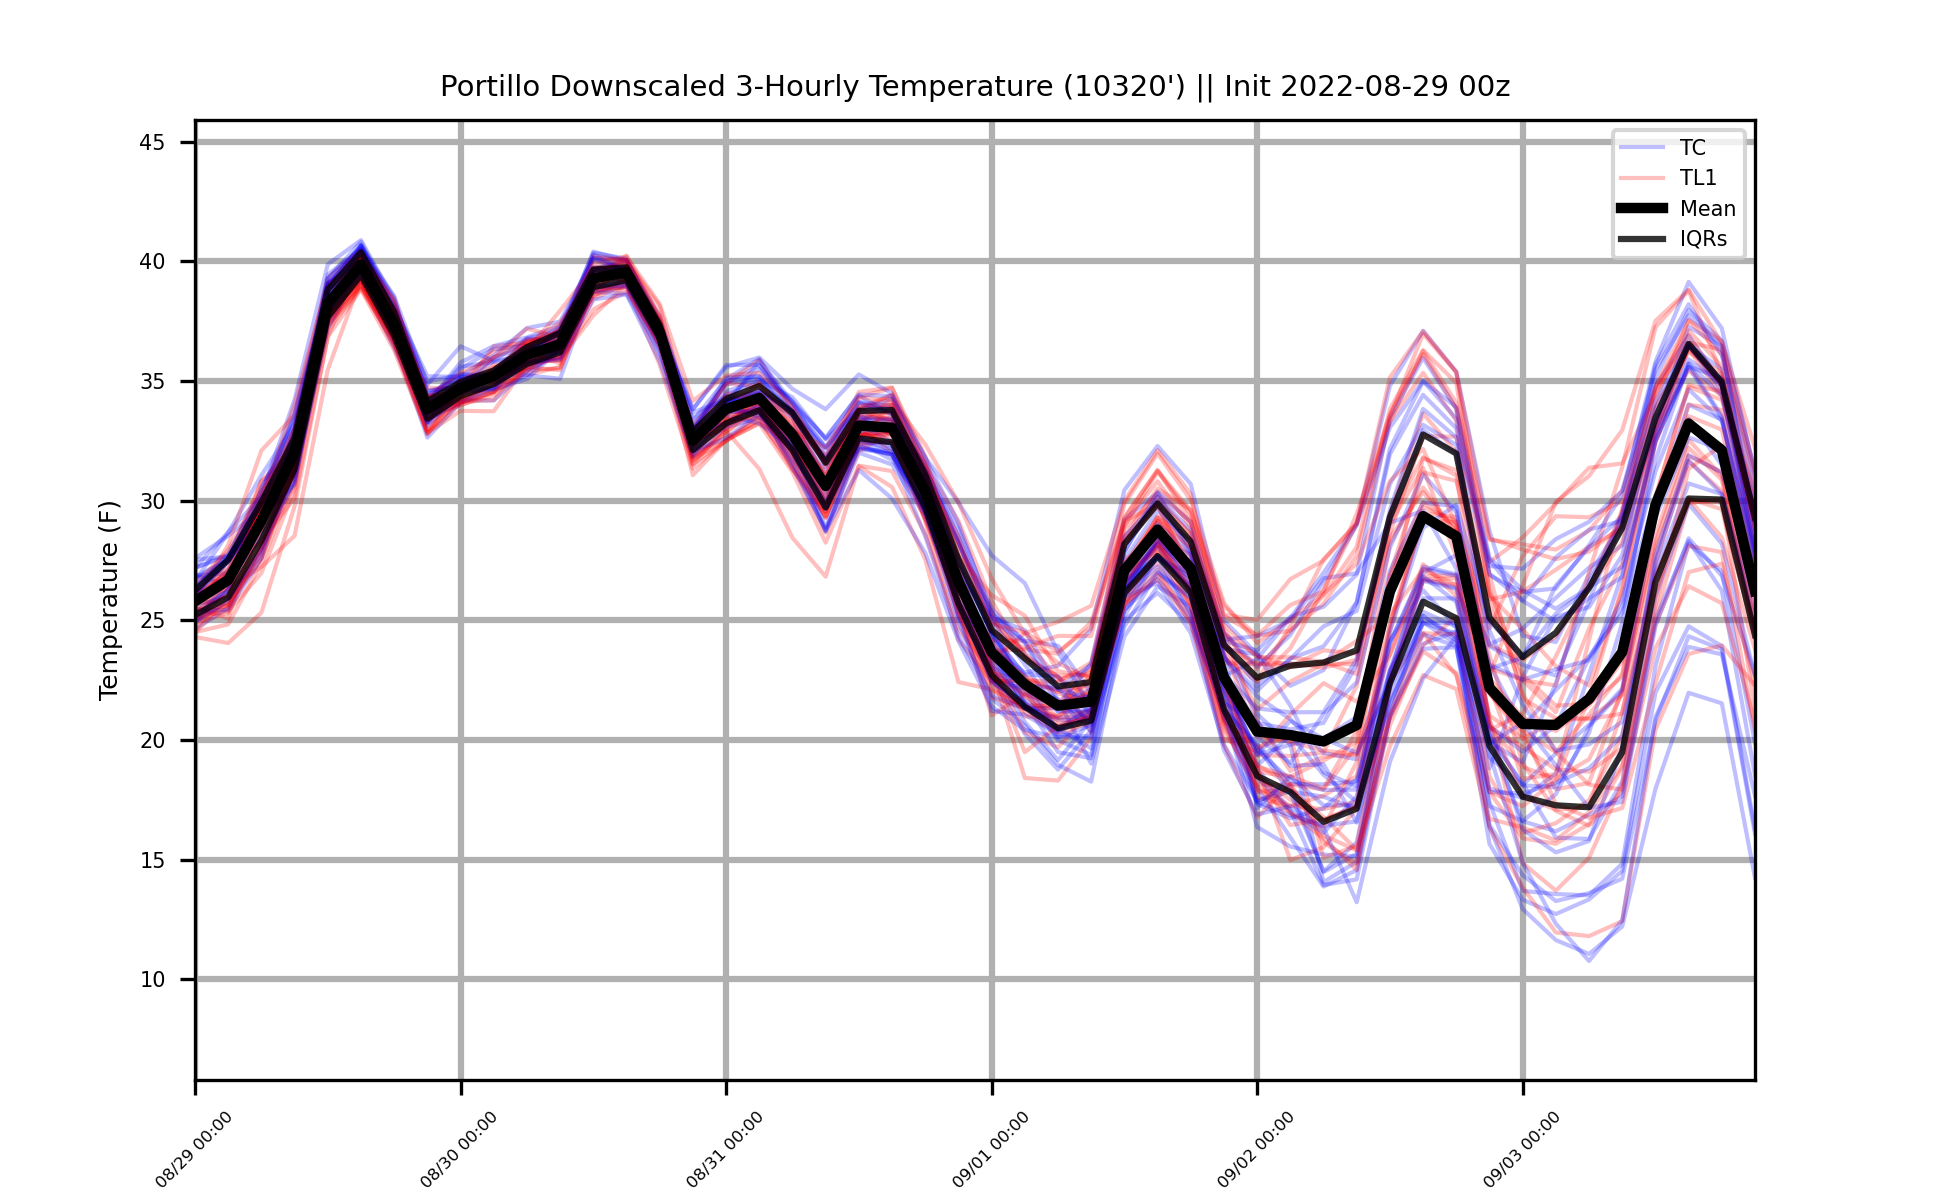 Portillo Downscaled 3-Hourly Temperature (10320') || Init 2022-08-29 00z
TC
TL1
Mean
IQRs
Temperature (F)
45
40
35
30
25
20
15
10
08/29 00:00
08/30 00:00
08/31 00:00
09/01 00:00
09/02 00:00
09/03 00:00